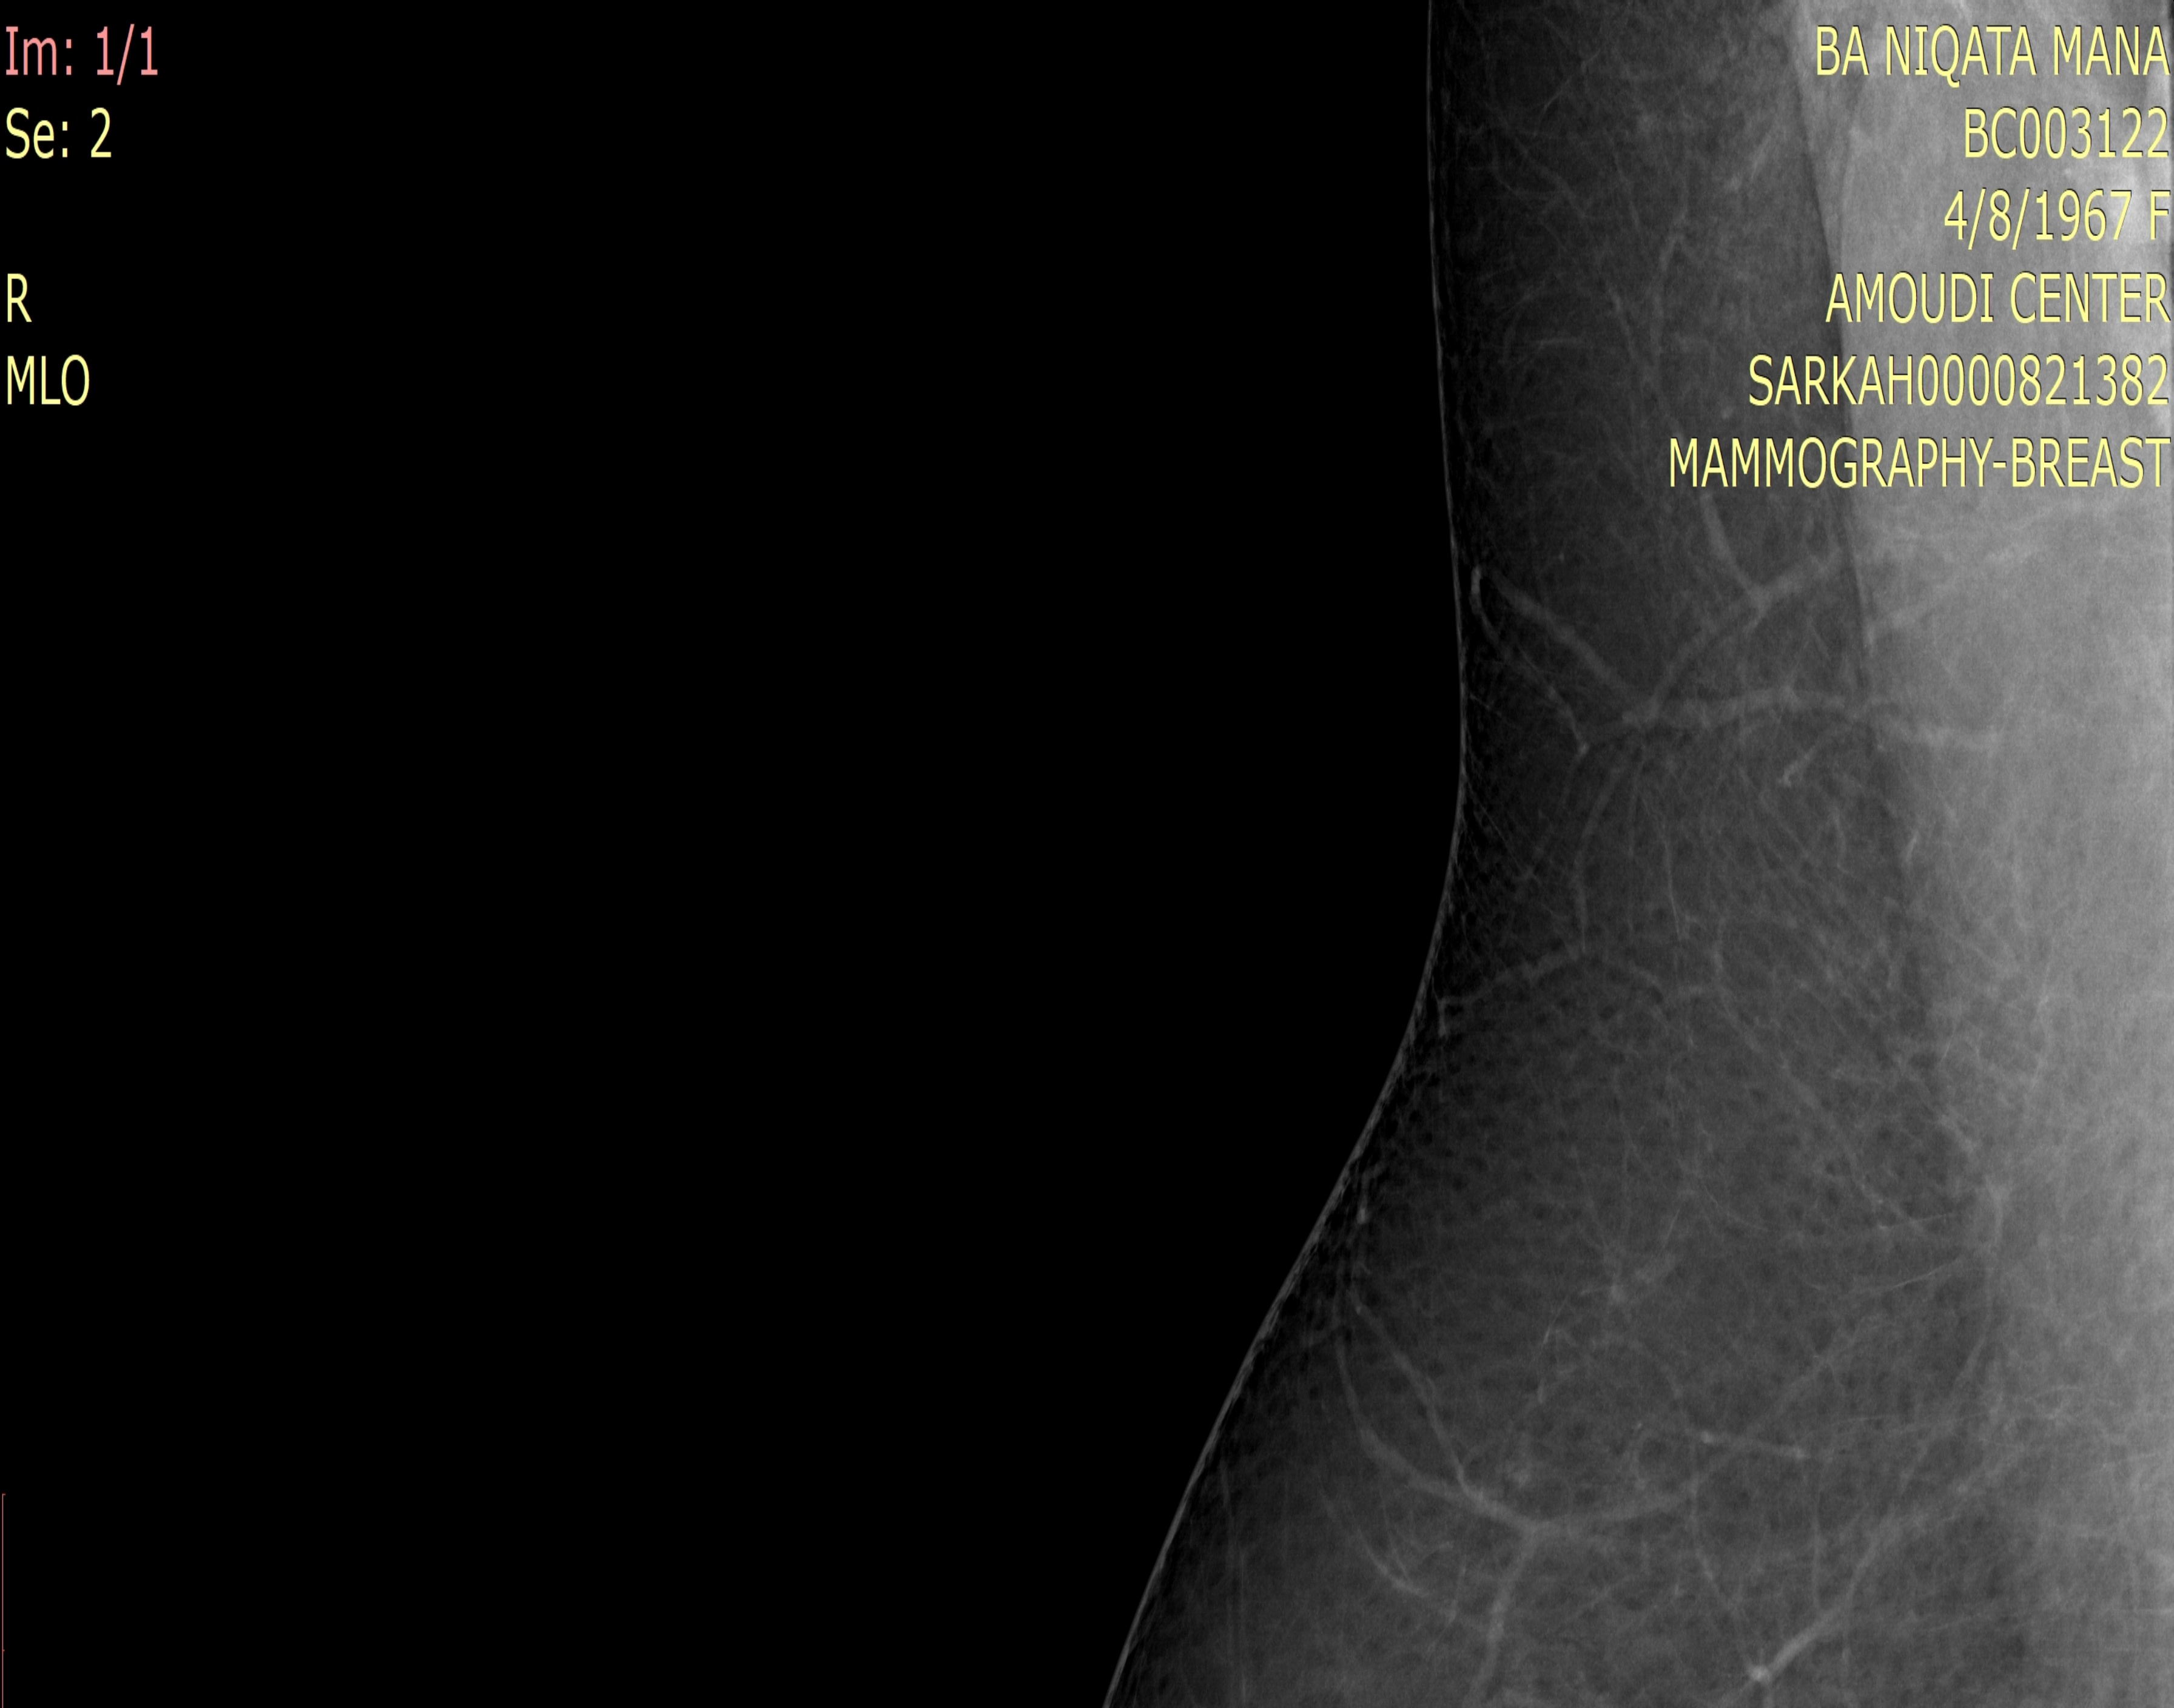 Im: 1/1
Se: 2
R
MLO
BA NIQATA MANA
BC003122
4/8/1967 F
AMOUDI CENTER
SARKAH0000821382
MAMMOGRAPHY-BREAST